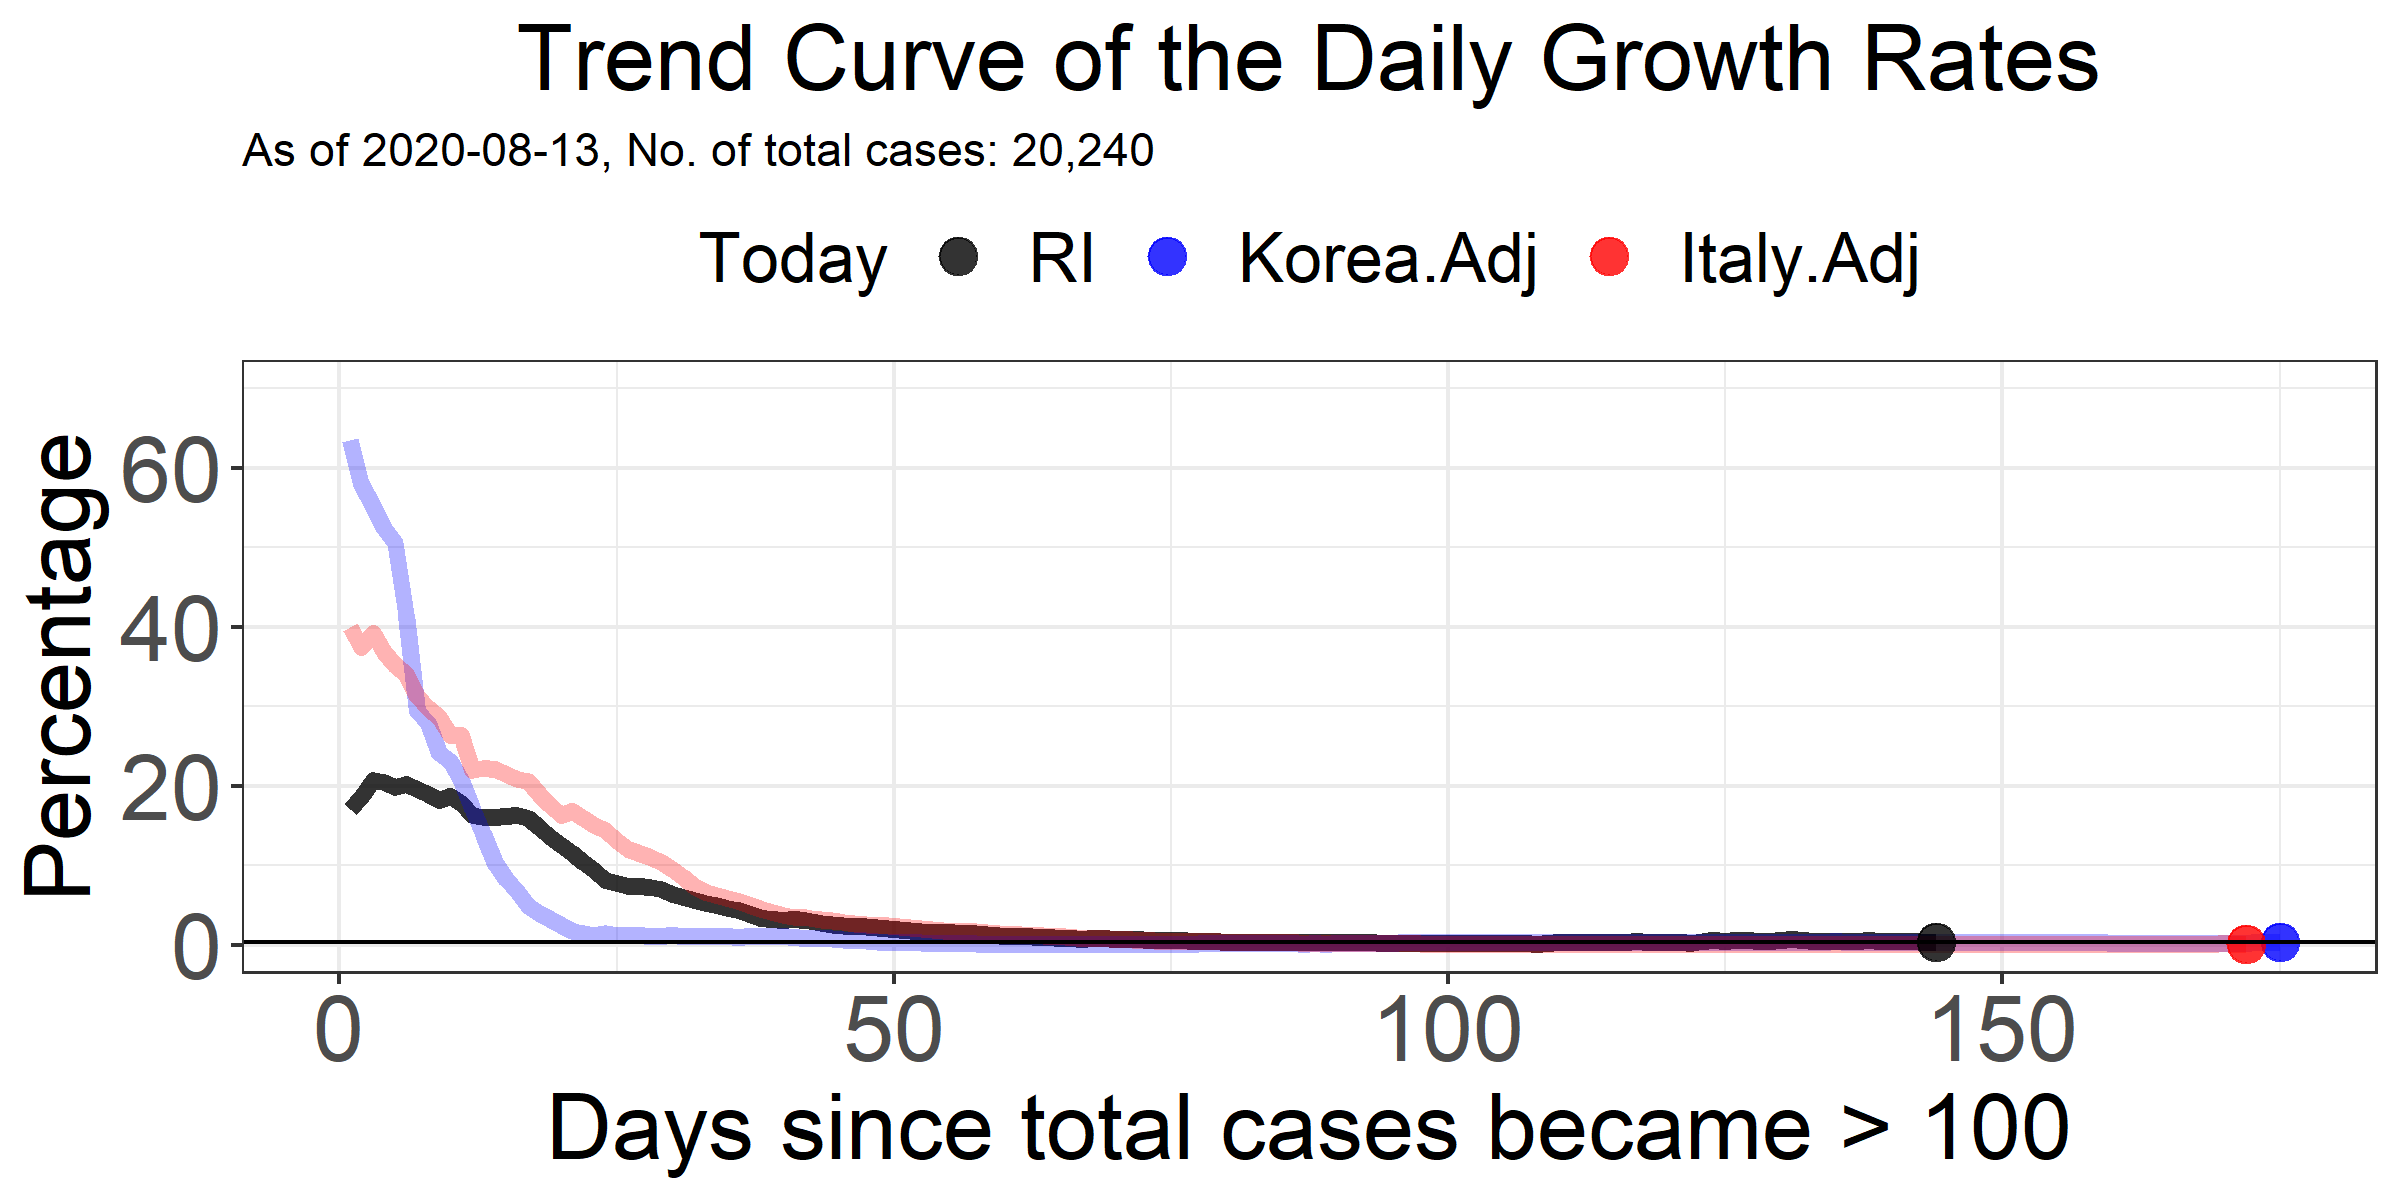 Trend Curve of the Daily Growth Rates
As of 2020-08-13, No. of total cases: 20,240
Today RI Korea.Adj Italy.Adj
Percentage
60
40
20
0
0 50 100 150
Days since total cases became > 100